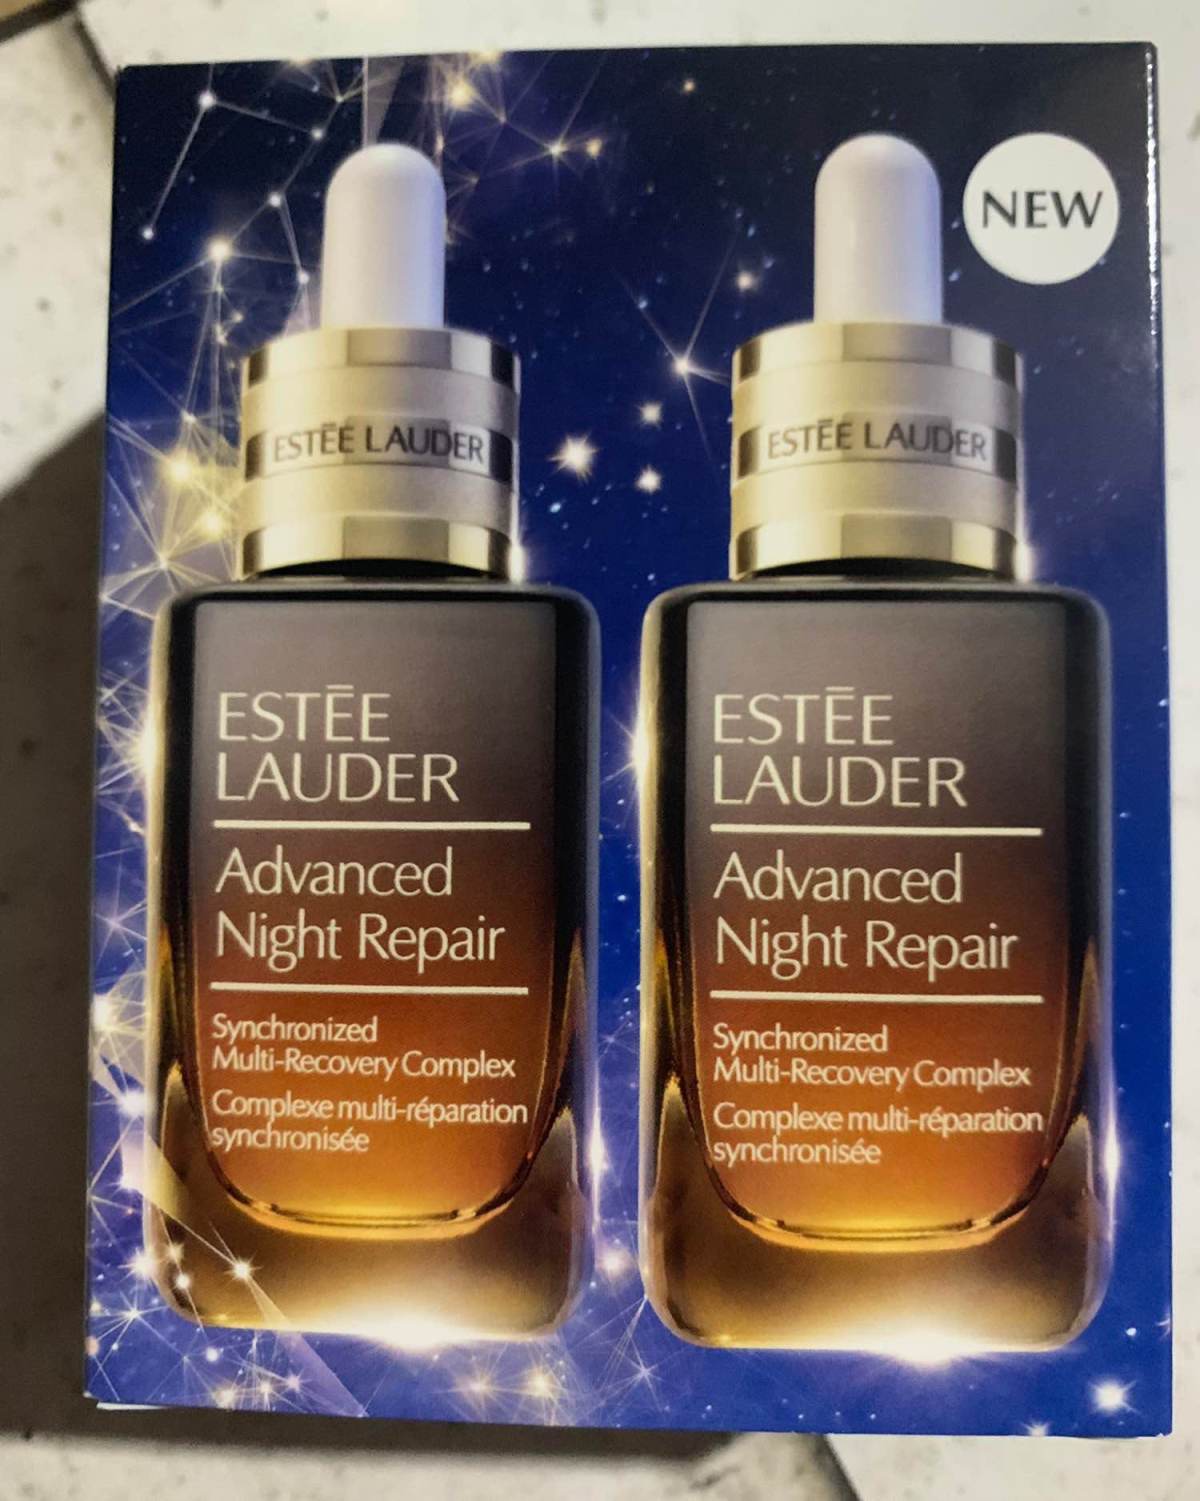 NEW
ESTĒE LAUDER
ESTĒE
LAUDER
Advanced
Night Repair
Synchronized
Multi-Recovery Complex
Complexe multi-réparation
synchronisée
ESTĒE LAUDER
ESTĒE
LAUDER
Advanced
Night Repair
Synchronized
Multi-Recovery Complex
Complexe multi-réparation
synchronisée